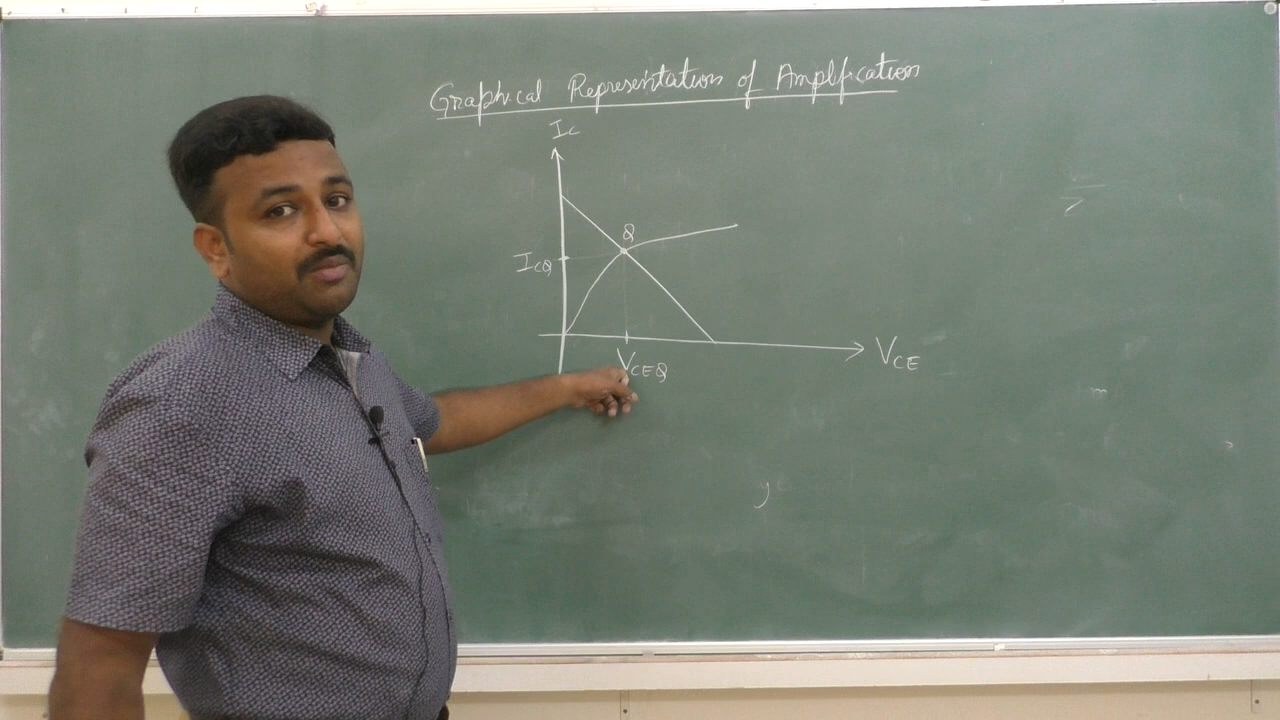 Graphical Representation of Amplification
Ic
Q
ICQ
VCEQ
VCE